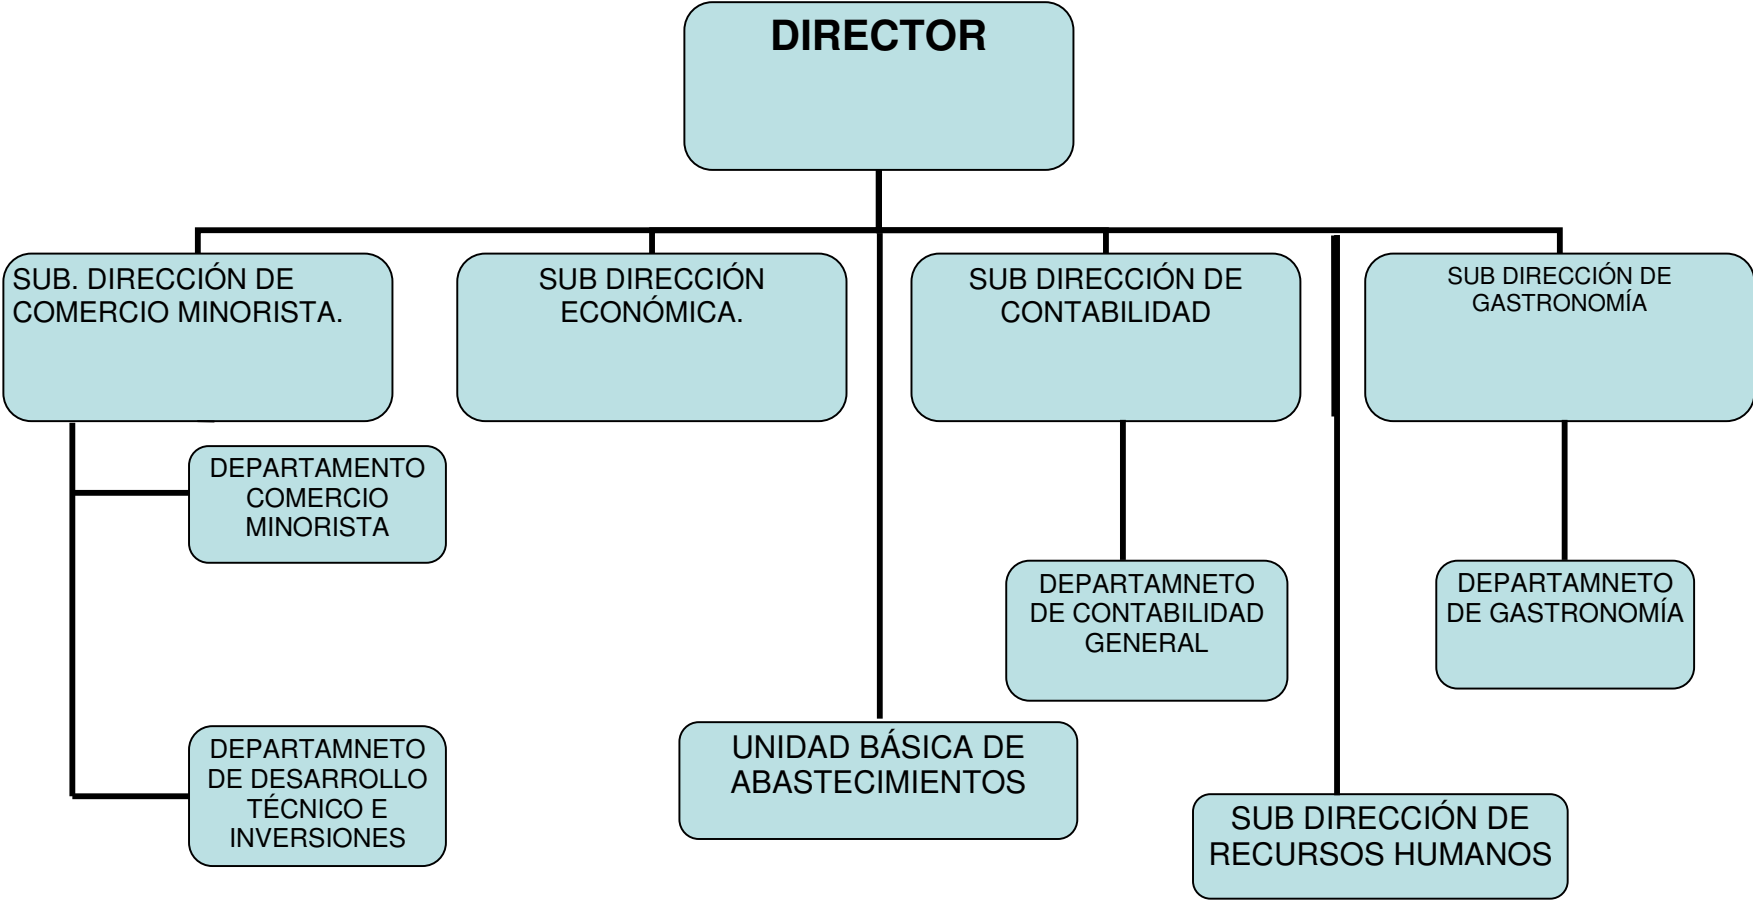 DIRECTOR
SUB. DIRECCIÓN DE
COMERCIO MINORISTA.
SUB DIRECCIÓN
ECONÓMICA.
SUB DIRECCIÓN DE
CONTABILIDAD
SUB DIRECCIÓN DE
GASTRONOMÍA
DEPARTAMENTO
COMERCIO
MINORISTA
DEPARTAMNETO
DE CONTABILIDAD
GENERAL
DEPARTAMNETO
DE GASTRONOMÍA
DEPARTAMNETO
DE DESARROLLO
TÉCNICO E
INVERSIONES
UNIDAD BÁSICA DE
ABASTECIMIENTOS
SUB DIRECCIÓN DE
RECURSOS HUMANOS